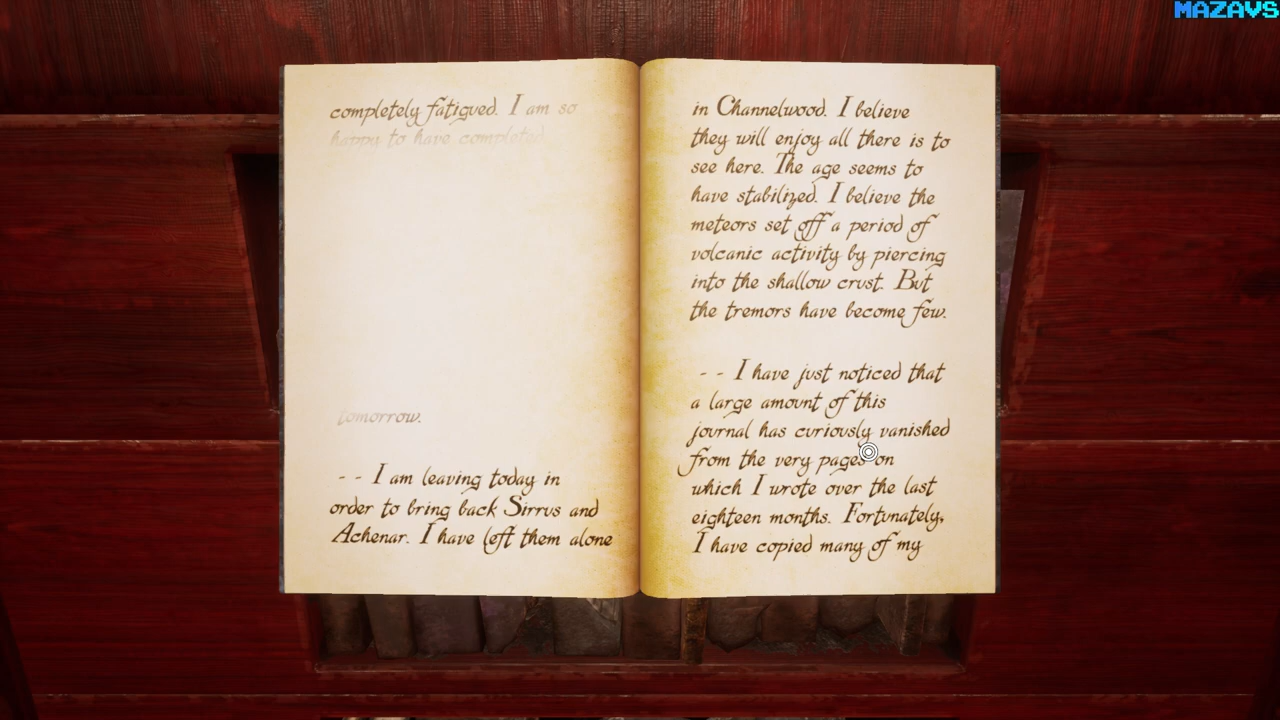 MAZAVS
completely fatigued. I am so
happy to have completed
tomorrow.
-- I am leaving today in
order to bring back Sirrus and
Achenar. I have left them alone
in Channelwood. I believe
they will enjoy all there is to
see here. The age seems to
have stabilized. I believe the
meteors set off a period of
volcanic activity by piercing
into the shallow crust. But
the tremors have become few.
-- I have just noticed that
a large amount of this
journal has curiously vanished
from the very pages on
which I wrote over the last
eighteen months. Fortunately,
I have copied many of my